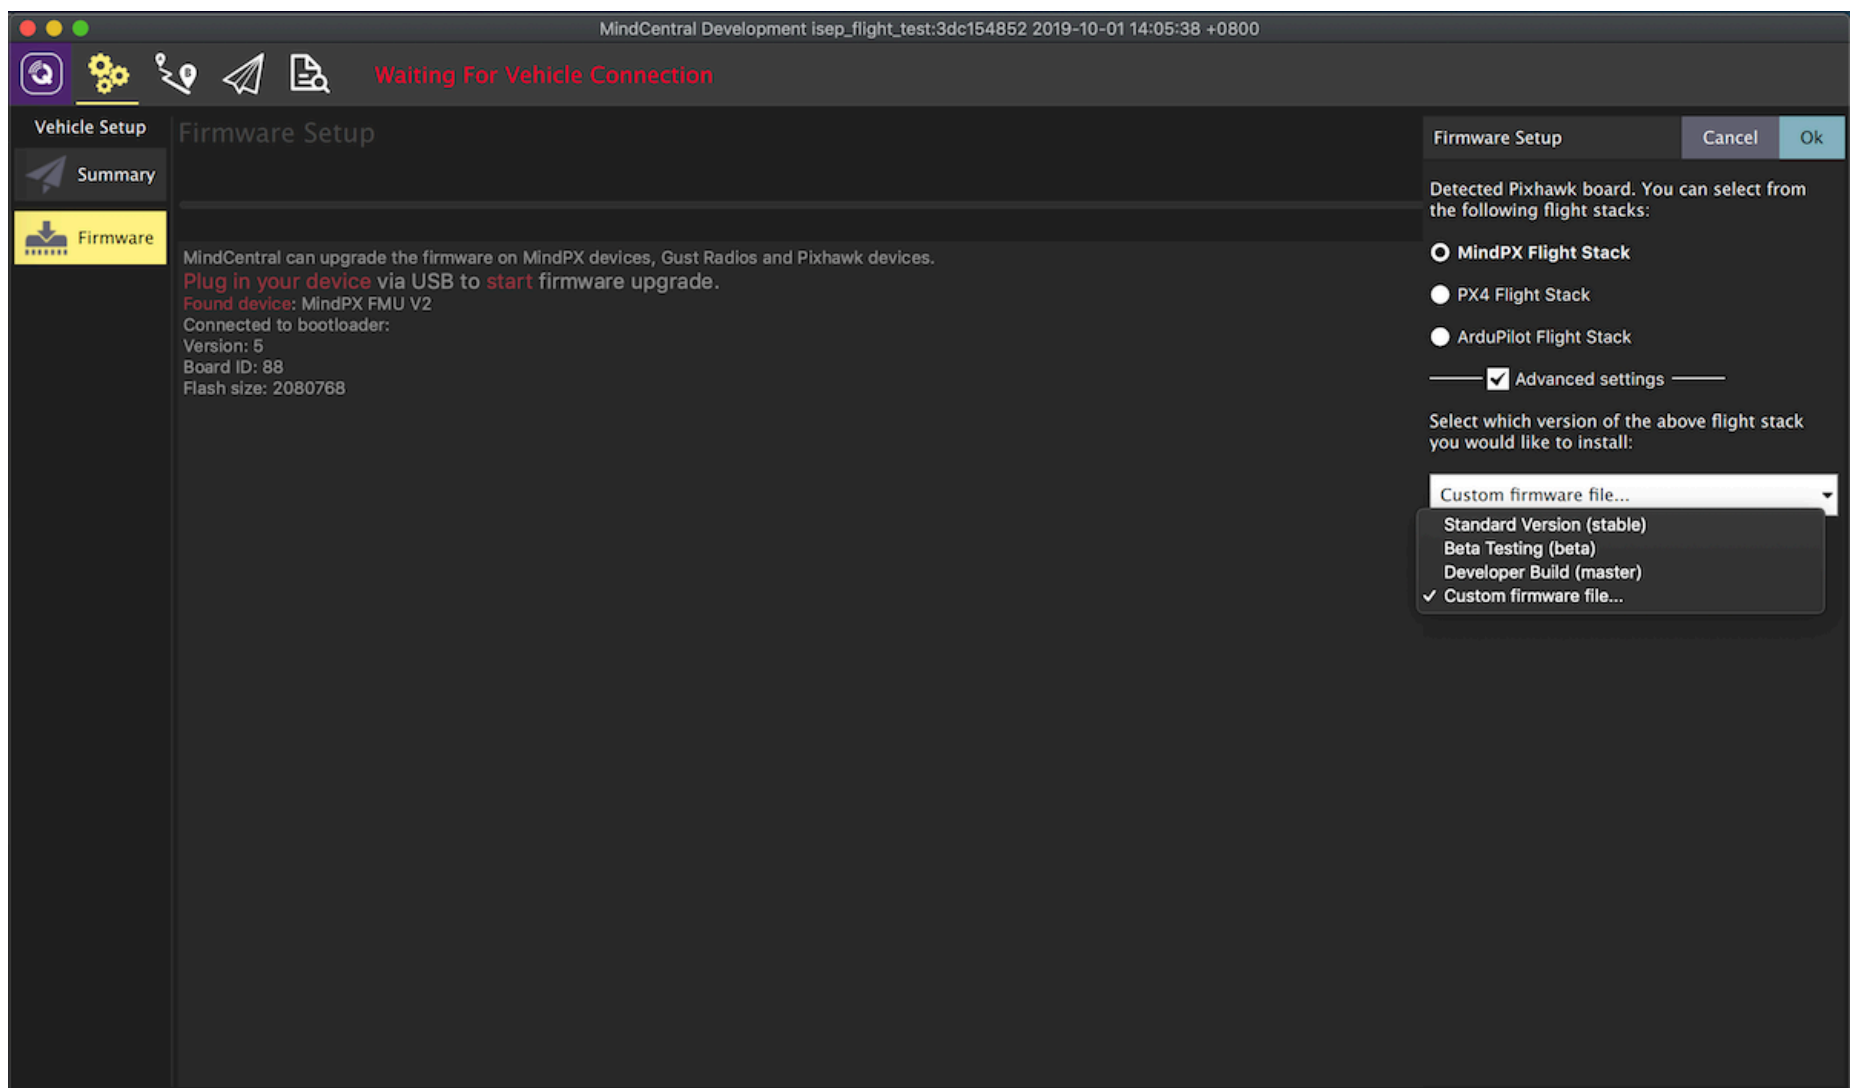 MindCentral Development isep_flight_test:3dc154852 2019-10-01 14:05:38 +0800
Waiting For Vehicle Connection
Vehicle Setup
Summary
Firmware
Firmware Setup
MindCentral can upgrade the firmware on MindPX devices, Gust Radios and Pixhawk devices.
Plug in your device via USB to start firmware upgrade.
Found device: MindPX FMU V2
Connected to bootloader:
Version: 5
Board ID: 88
Flash size: 2080768
Firmware Setup
Cancel
Ok
Detected Pixhawk board. You can select from
the following flight stacks:
MindPX Flight Stack
PX4 Flight Stack
ArduPilot Flight Stack
Advanced settings
Select which version of the above flight stack
you would like to install:
Custom firmware file...
Standard Version (stable)
Beta Testing (beta)
Developer Build (master)
Custom firmware file...